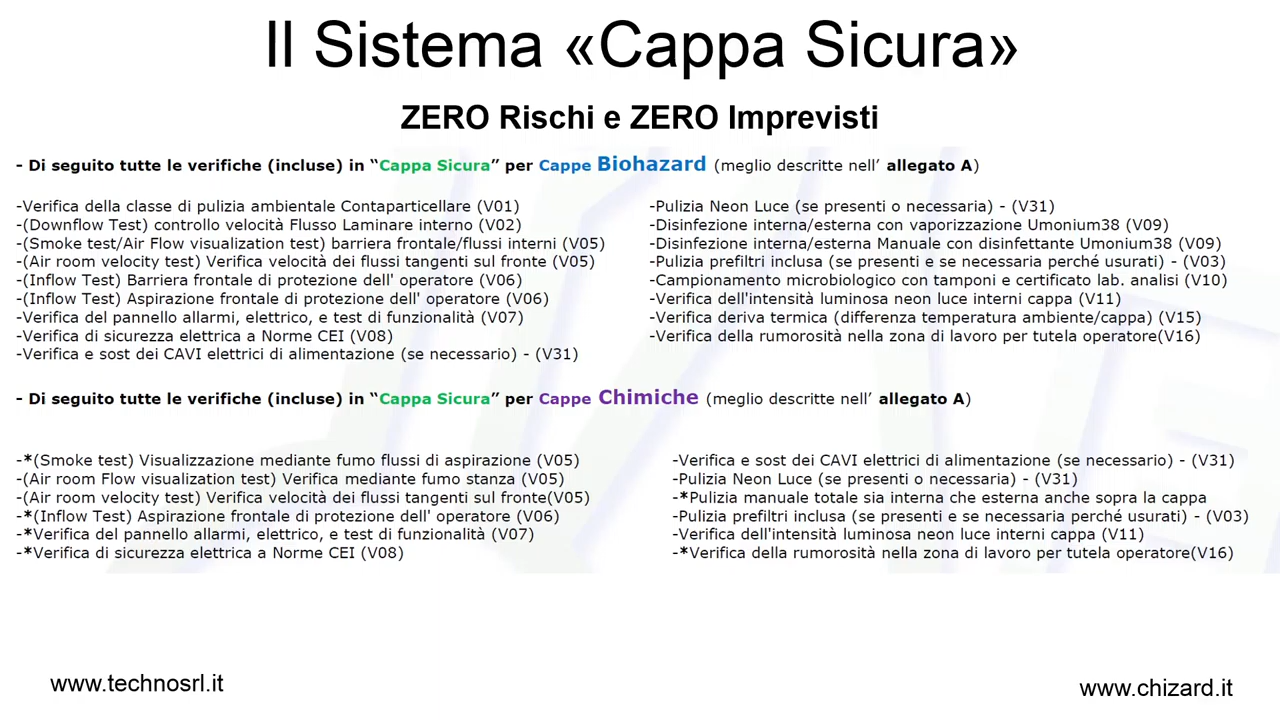 Il Sistema «Cappa Sicura»
ZERO Rischi e ZERO Imprevisti
- Di seguito tutte le verifiche (incluse) in “Cappa Sicura” per Cappe Biohazard (meglio descritte nell’ allegato A)
-Verifica della classe di pulizia ambientale Contaparticellare (V01)
-(Downflow Test) controllo velocità Flusso Laminare interno (V02)
-(Smoke test/Air Flow visualization test) barriera frontale/flussi interni (V05)
-(Air room velocity test) Verifica velocità dei flussi tangenti sul fronte (V05)
-(Inflow Test) Barriera frontale di protezione dell' operatore (V06)
-(Inflow Test) Aspirazione frontale di protezione dell' operatore (V06)
-Verifica del pannello allarmi, elettrico, e test di funzionalità (V07)
-Verifica di sicurezza elettrica a Norme CEI (V08)
-Verifica e sost dei CAVI elettrici di alimentazione (se necessario) - (V31)
-Pulizia Neon Luce (se presenti o necessaria) - (V31)
-Disinfezione interna/esterna con vaporizzazione Umonium38 (V09)
-Disinfezione interna/esterna Manuale con disinfettante Umonium38 (V09)
-Pulizia prefiltri inclusa (se presenti e se necessaria perché usurati) - (V03)
-Campionamento microbiologico con tamponi e certificato lab. analisi (V10)
-Verifica dell'intensità luminosa neon luce interni cappa (V11)
-Verifica deriva termica (differenza temperatura ambiente/cappa) (V15)
-Verifica della rumorosità nella zona di lavoro per tutela operatore(V16)
- Di seguito tutte le verifiche (incluse) in “Cappa Sicura” per Cappe Chimiche (meglio descritte nell’ allegato A)
-*(Smoke test) Visualizzazione mediante fumo flussi di aspirazione (V05)
-(Air room Flow visualization test) Verifica mediante fumo stanza (V05)
-(Air room velocity test) Verifica velocità dei flussi tangenti sul fronte(V05)
-*(Inflow Test) Aspirazione frontale di protezione dell' operatore (V06)
-*Verifica del pannello allarmi, elettrico, e test di funzionalità (V07)
-*Verifica di sicurezza elettrica a Norme CEI (V08)
-Verifica e sost dei CAVI elettrici di alimentazione (se necessario) - (V31)
-Pulizia Neon Luce (se presenti o necessaria) - (V31)
-*Pulizia manuale totale sia interna che esterna anche sopra la cappa
-Pulizia prefiltri inclusa (se presenti e se necessaria perché usurati) - (V03)
-Verifica dell'intensità luminosa neon luce interni cappa (V11)
-*Verifica della rumorosità nella zona di lavoro per tutela operatore(V16)
www.technosrl.it
www.chizard.it